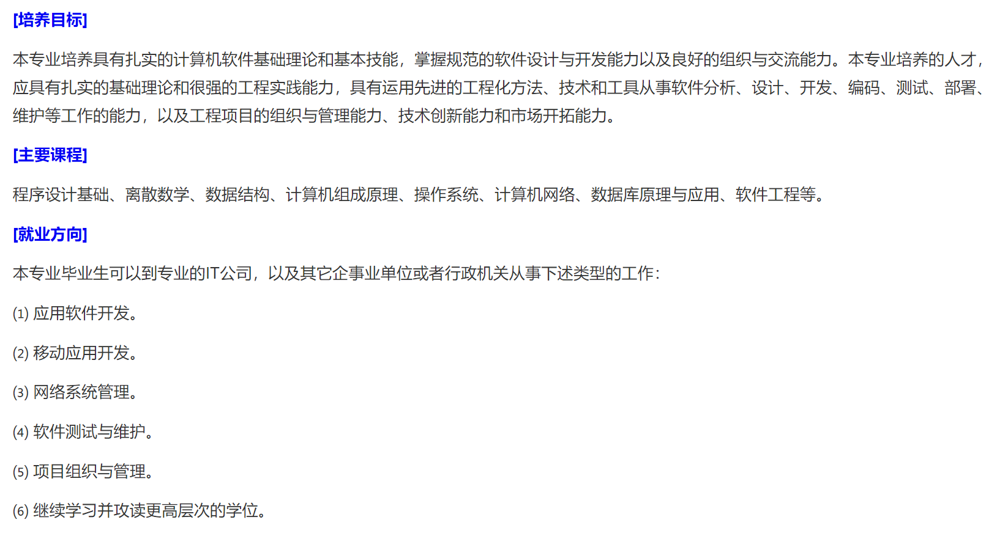 [培养目标]
本专业培养具有扎实的计算机软件基础理论和基本技能，掌握规范的软件设计与开发能力以及良好的组织与交流能力。本专业培养的人才，
应具有扎实的基础理论和很强的工程实践能力，具有运用先进的工程化方法、技术和工具从事软件分析、设计、开发、编码、测试、部署、
维护等工作的能力，以及工程项目的组织与管理能力、技术创新能力和市场开拓能力。
[主要课程]
程序设计基础、离散数学、数据结构、计算机组成原理、操作系统、计算机网络、数据库原理与应用、软件工程等。
[就业方向]
本专业毕业生可以到专业的IT公司，以及其它企事业单位或者行政机关从事下述类型的工作：
(1) 应用软件开发。
(2) 移动应用开发。
(3) 网络系统管理。
(4) 软件测试与维护。
(5) 项目组织与管理。
(6) 继续学习并攻读更高层次的学位。